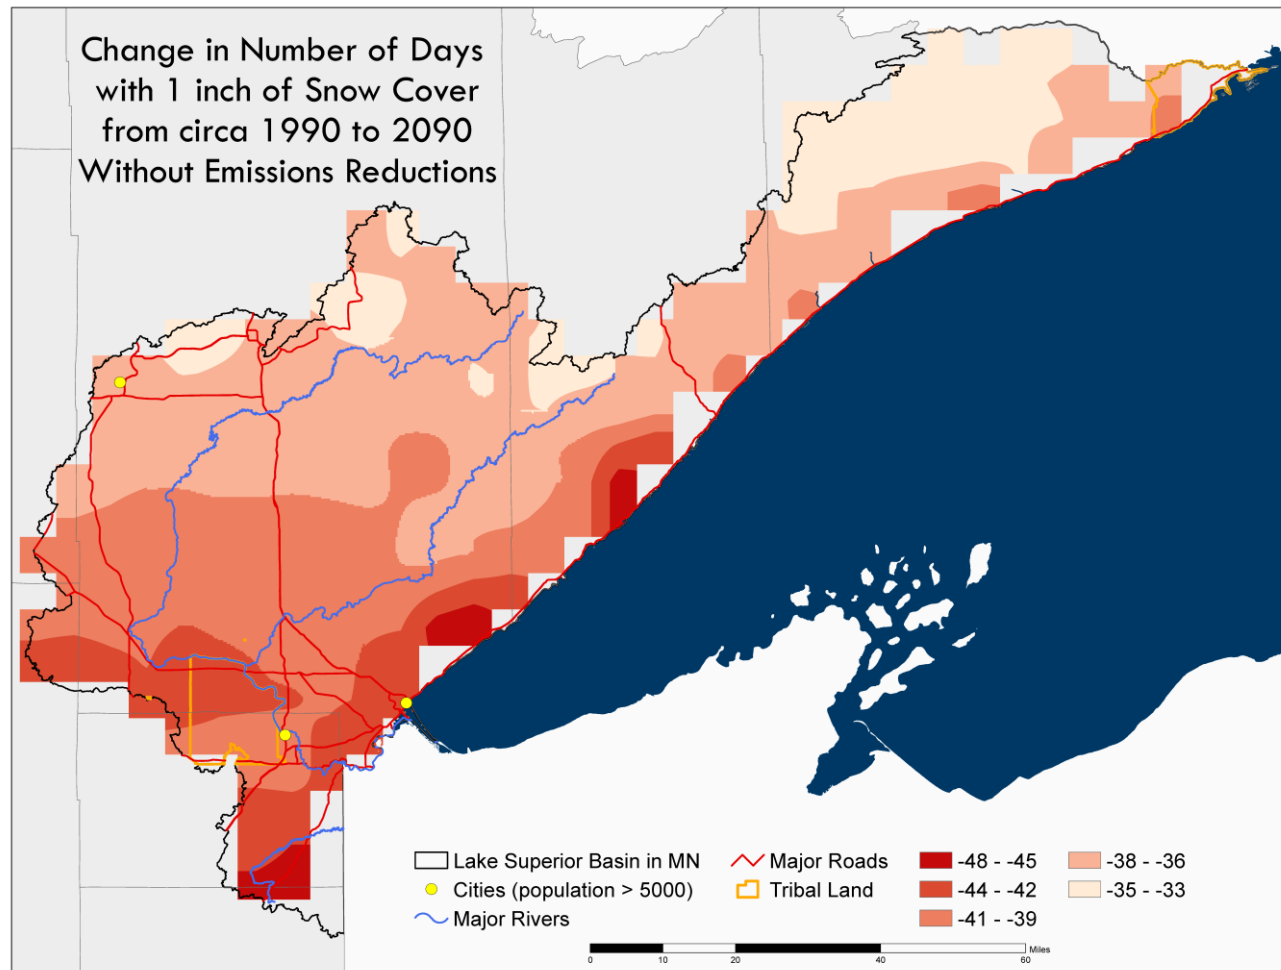 Change in Number of Days
with 1 inch of Snow Cover
from circa 1990 to 2090
Without Emissions Reductions
Lake Superior Basin in MN
Cities (population > 5000)
Major Rivers
Major Roads
Tribal Land
-48 - -45
-44 - -42
-41 - -39
-38 - -36
-35 - -33
Miles
0 10 20 40 60